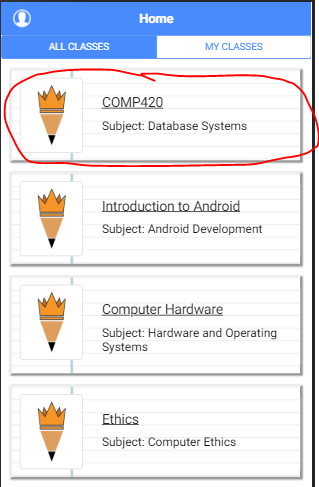 Home
ALL CLASSES
MY CLASSES
COMP420
Subject: Database Systems
Introduction to Android
Subject: Android Development
Computer Hardware
Subject: Hardware and Operating
Systems
Ethics
Subject: Computer Ethics